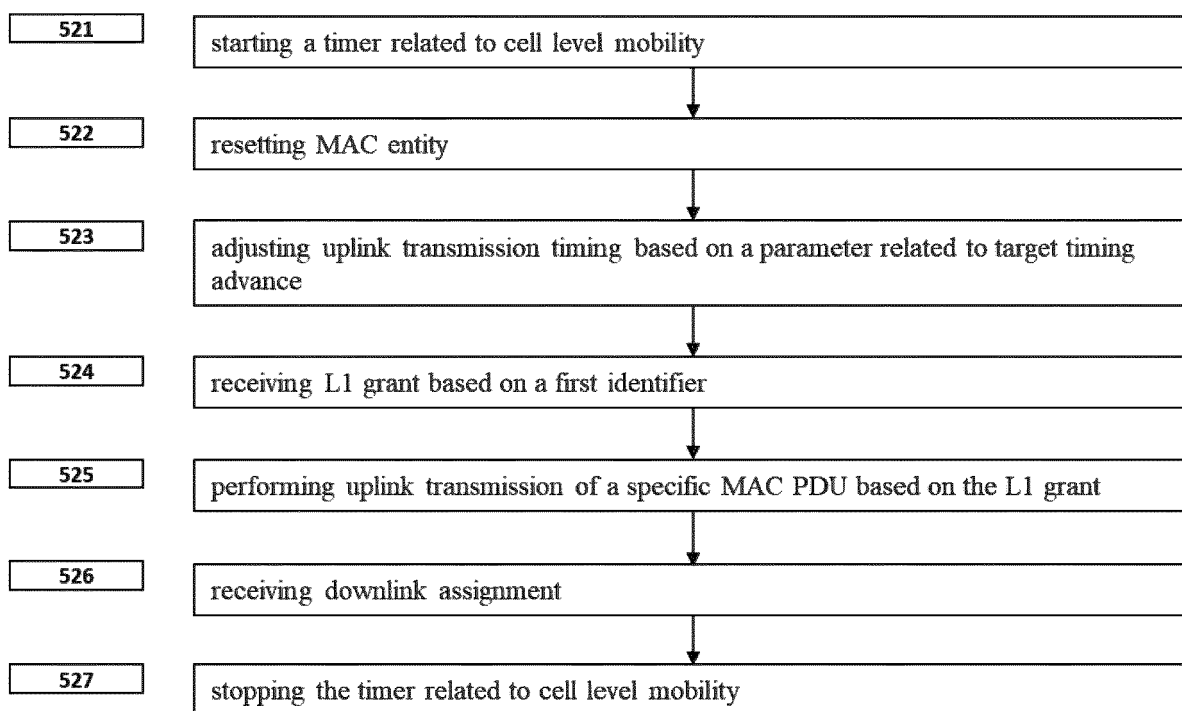 521
starting a timer related to cell level mobility
522
resetting MAC entity
523
adjusting uplink transmission timing based on a parameter related to target timing
advance
524
receiving L1 grant based on a first identifier
525
performing uplink transmission of a specific MAC PDU based on the L1 grant
526
receiving downlink assignment
527
stopping the timer related to cell level mobility